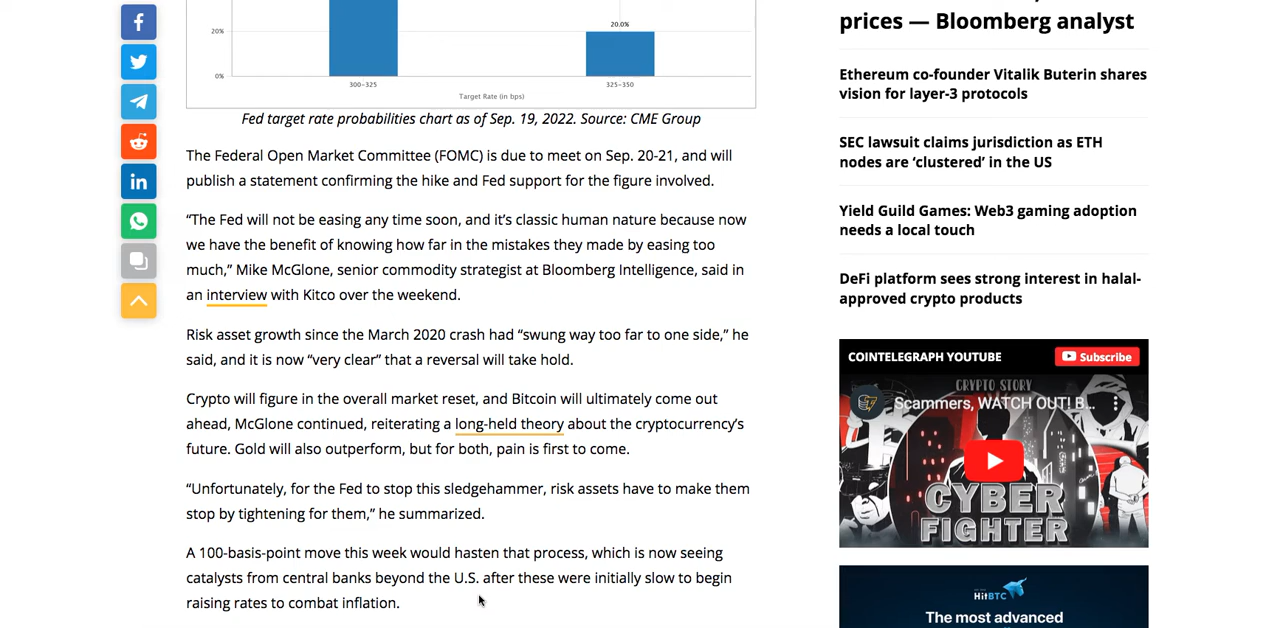 20%
20.0%
0%
300-325
325-350
Target Rate (in bps)
Fed target rate probabilities chart as of Sep. 19, 2022. Source: CME Group
The Federal Open Market Committee (FOMC) is due to meet on Sep. 20-21, and will
publish a statement confirming the hike and Fed support for the figure involved.
“The Fed will not be easing any time soon, and it’s classic human nature because now
we have the benefit of knowing how far in the mistakes they made by easing too
much,” Mike McGlone, senior commodity strategist at Bloomberg Intelligence, said in
an interview with Kitco over the weekend.
Risk asset growth since the March 2020 crash had “swung way too far to one side,” he
said, and it is now “very clear” that a reversal will take hold.
Crypto will figure in the overall market reset, and Bitcoin will ultimately come out
ahead, McGlone continued, reiterating a long-held theory about the cryptocurrency’s
future. Gold will also outperform, but for both, pain is first to come.
“Unfortunately, for the Fed to stop this sledgehammer, risk assets have to make them
stop by tightening for them,” he summarized.
A 100-basis-point move this week would hasten that process, which is now seeing
catalysts from central banks beyond the U.S. after these were initially slow to begin
raising rates to combat inflation.
prices — Bloomberg analyst
Ethereum co-founder Vitalik Buterin shares
vision for layer-3 protocols
SEC lawsuit claims jurisdiction as ETH
nodes are ‘clustered’ in the US
Yield Guild Games: Web3 gaming adoption
needs a local touch
DeFi platform sees strong interest in halal-
approved crypto products
COINTELEGRAPH YOUTUBE
Subscribe
CRYPTO STORY
Scammers, WATCH OUT! B...
CYBER
FIGHTER
HitBTC
The most advanced